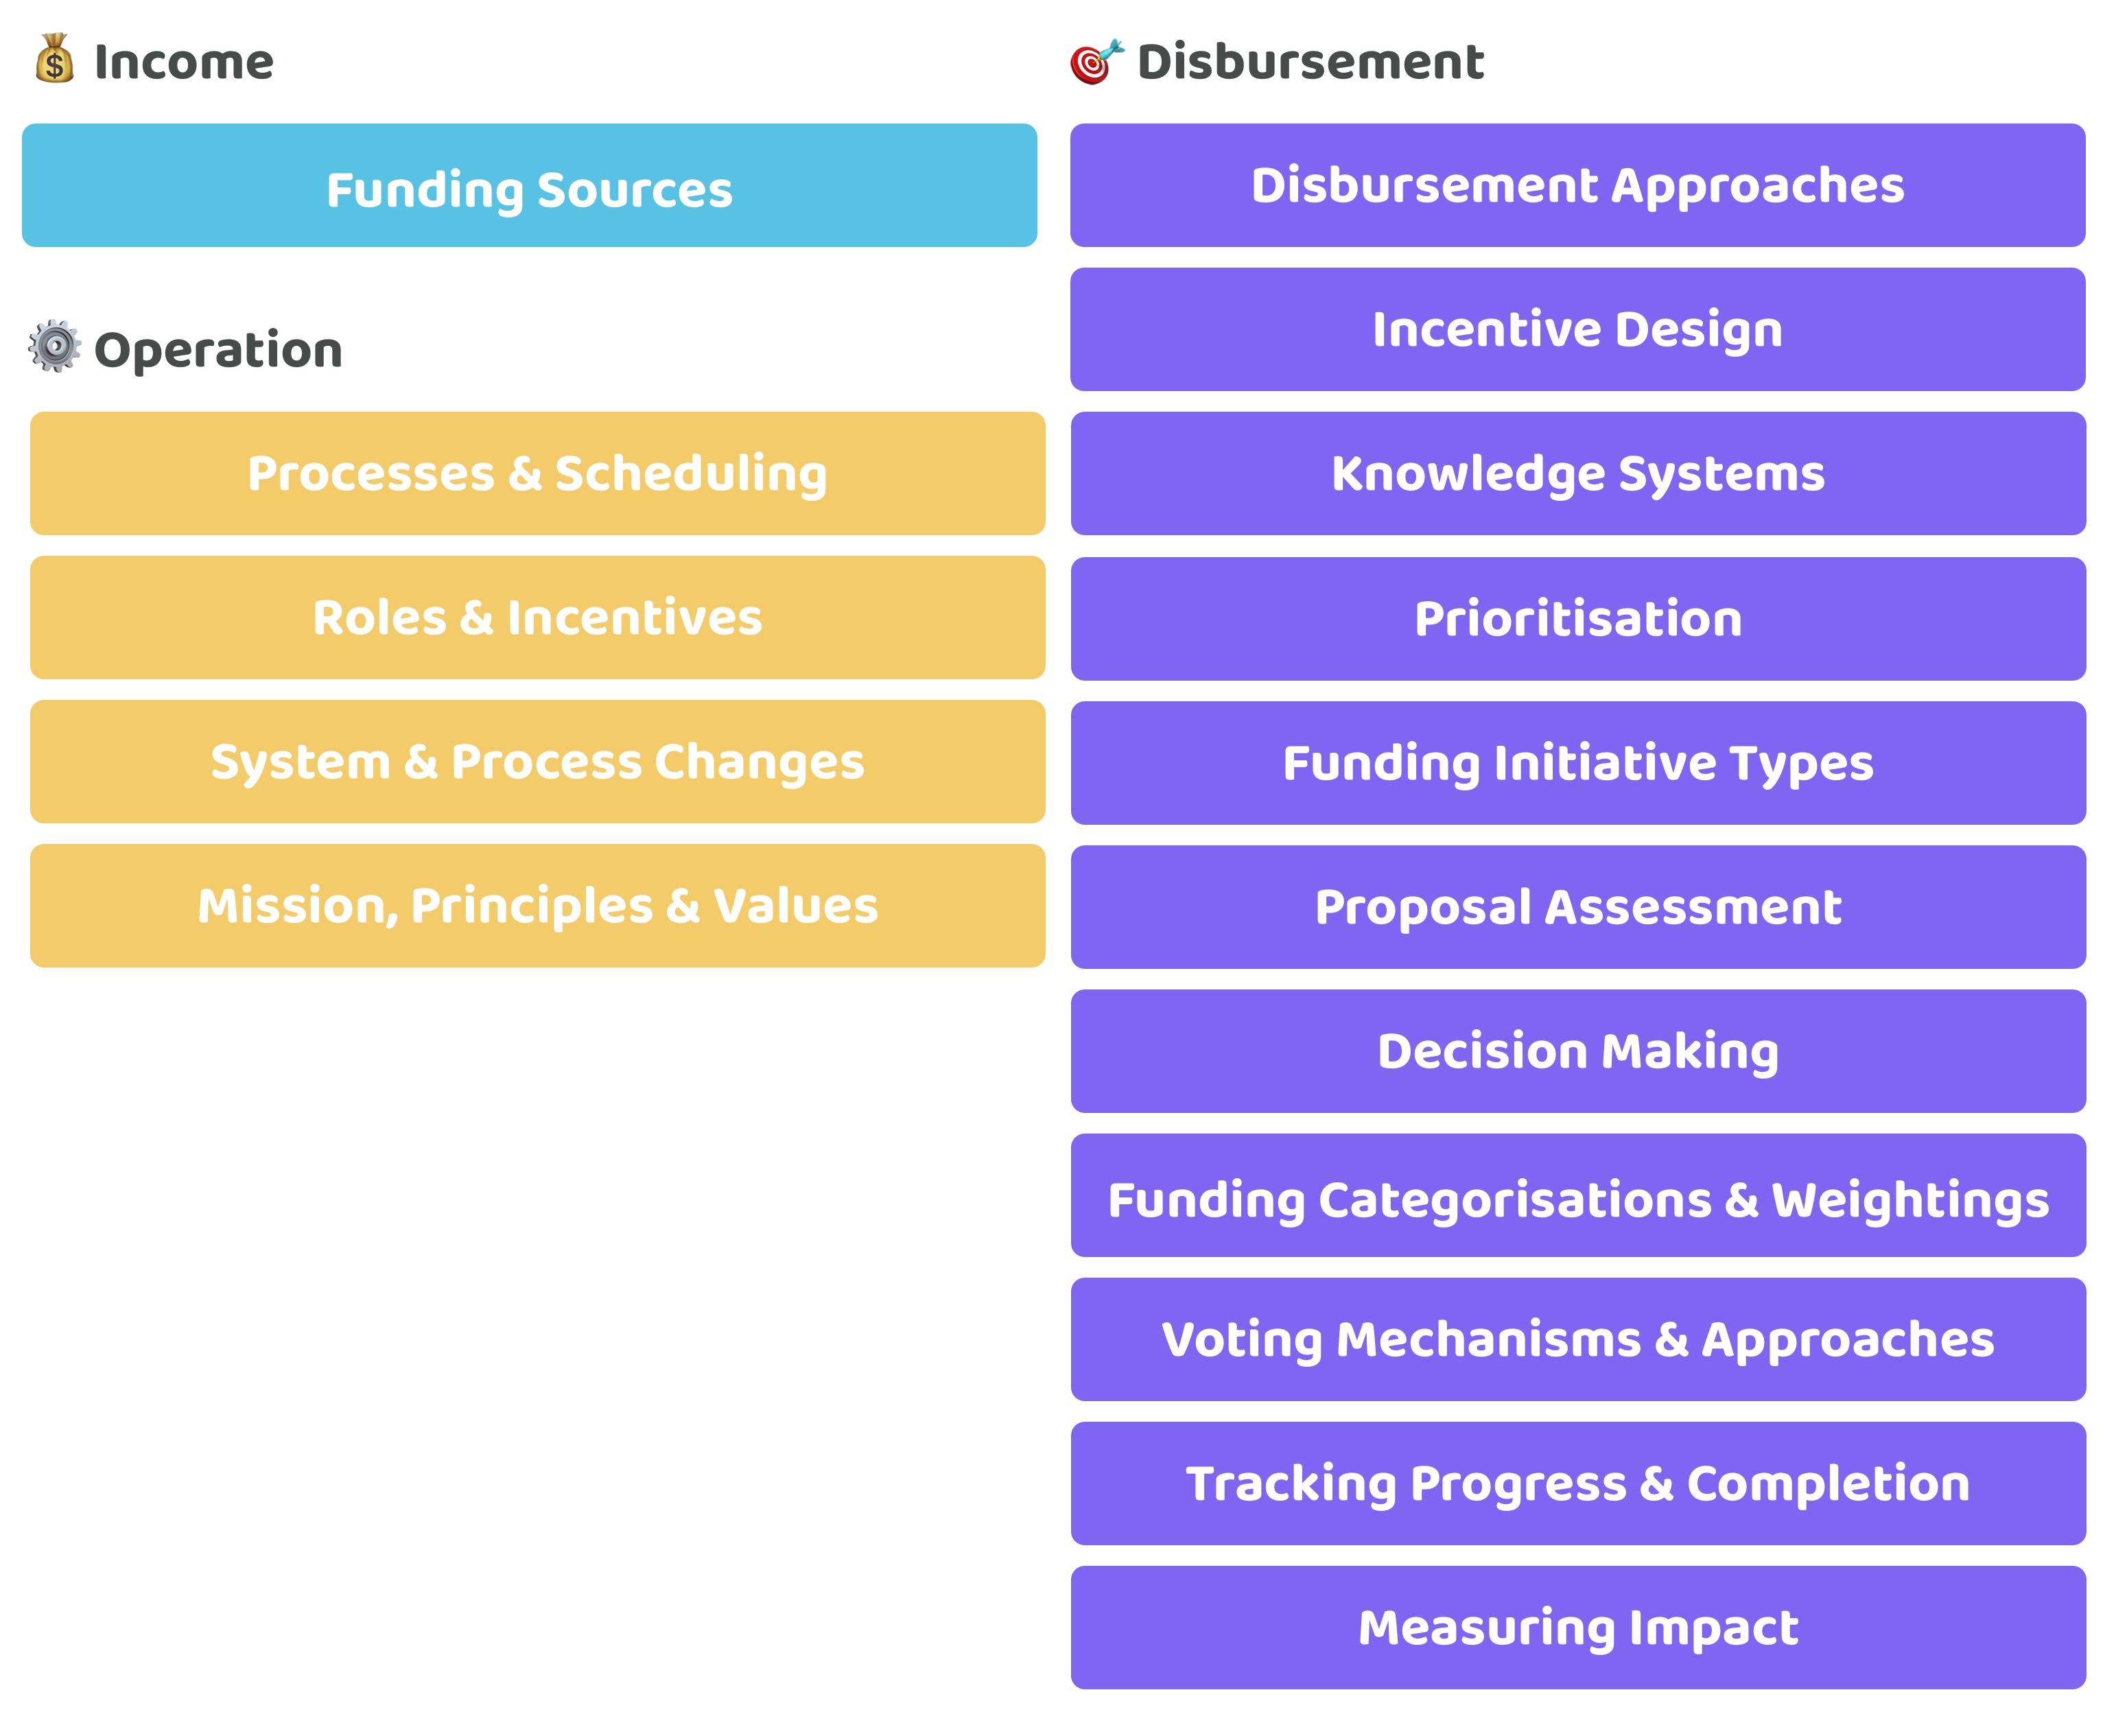 Income
Funding Sources
Operation
Processes & Scheduling
Roles & Incentives
System & Process Changes
Mission, Principles & Values
Disbursement
Disbursement Approaches
Incentive Design
Knowledge Systems
Prioritisation
Funding Initiative Types
Proposal Assessment
Decision Making
Funding Categorisations & Weightings
Voting Mechanisms & Approaches
Tracking Progress & Completion
Measuring Impact